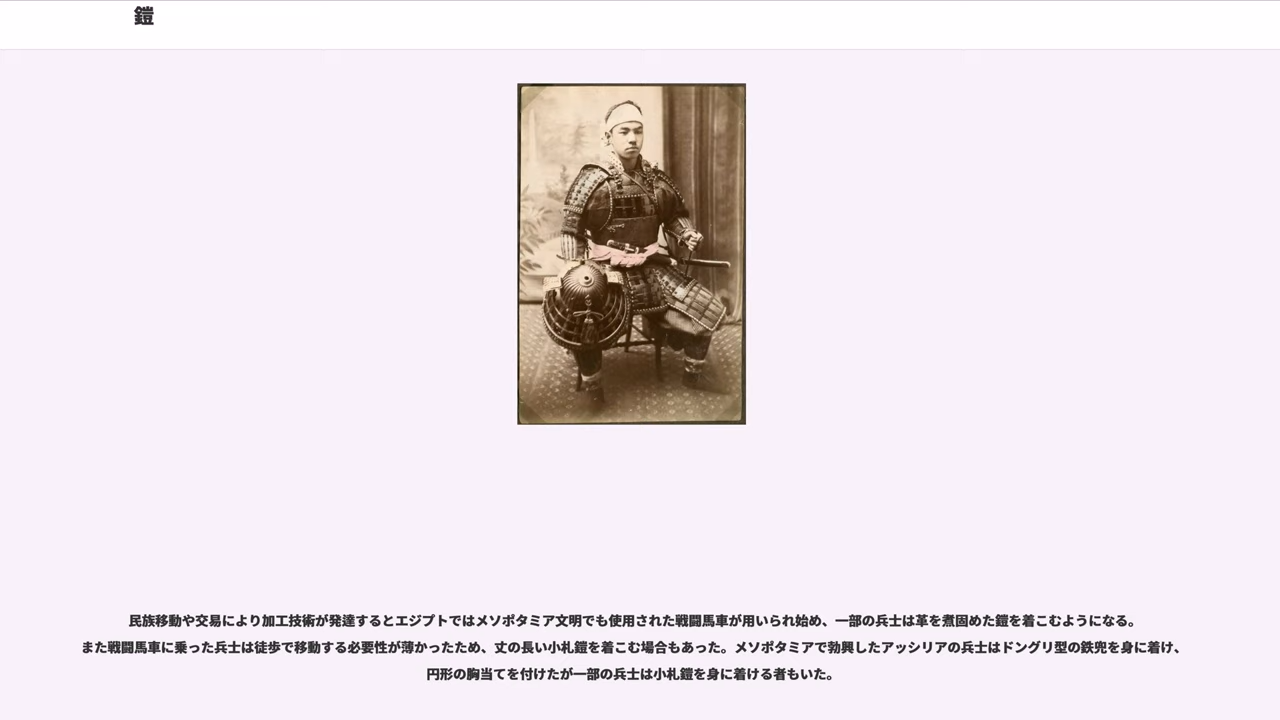 鎧
民族移動や交易により加工技術が発達するとエジプトではメソポタミア文明でも使用された戦闘馬車が用いられ始め、一部の兵士は革を煮固めた鎧を着こむようになる。
また戦闘馬車に乗った兵士は徒歩で移動する必要性が薄かったため、丈の長い小札鎧を着こむ場合もあった。メソポタミアで勃興したアッシリアの兵士はドングリ型の鉄兜を身に着け、
円形の胸当てを付けたが一部の兵士は小札鎧を身に着ける者もいた。